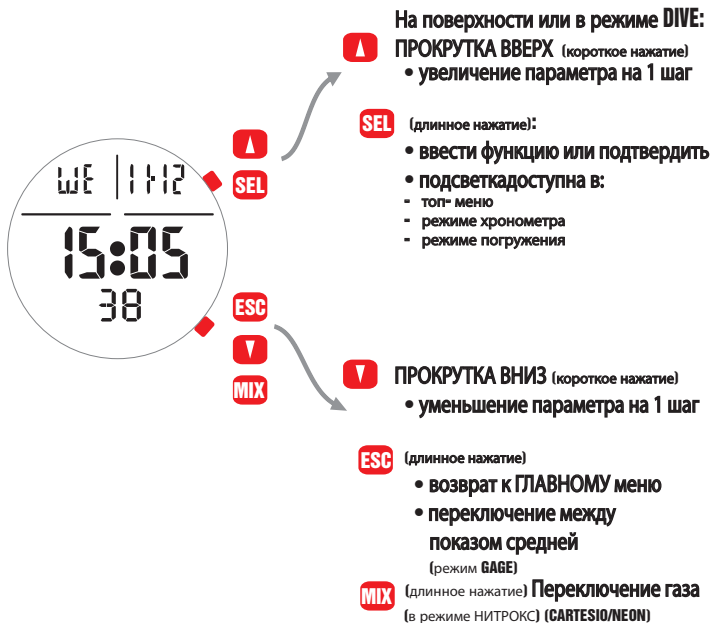 На поверхности или в режиме DIVE:
ПРОКРУТКА ВВЕРХ (короткое нажатие)
• увеличение параметра на 1 шаг
SEL (длинное нажатие):
• ввести функцию или подтвердить
• подсветкадоступна в:
- топ- меню
- режиме хронометра
- режиме погружения
SEL
WE 11-12
15:05
38
ESC
MIX
ПРОКРУТКА ВНИЗ (короткое нажатие)
• уменьшение параметра на 1 шаг
ESC (длинное нажатие)
• возврат к ГЛАВНОМУ меню
• переключение между
показом средней
(режим GAGE)
MIX (длинное нажатие) Переключение газа
(в режиме НИТРОКС) (CARTESIO/NEON)